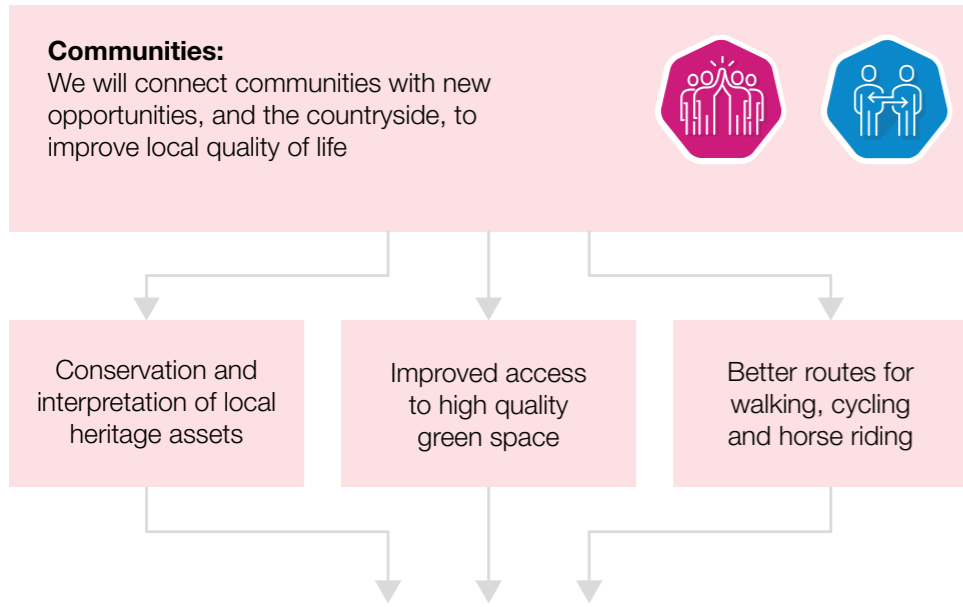 Communities:
We will connect communities with new
opportunities, and the countryside, to
improve local quality of life
Conservation and
interpretation of local
heritage assets
Improved access
to high quality
green space
Better routes for
walking, cycling
and horse riding